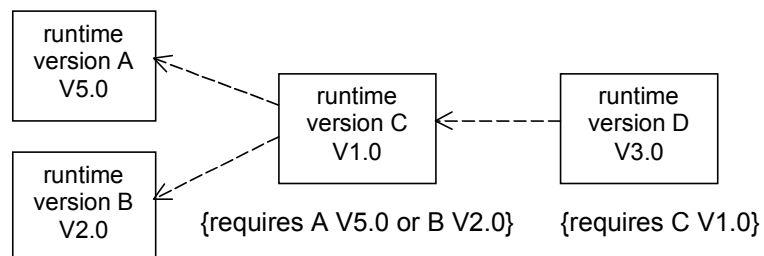 runtime
version A
V5.0
runtime
version B
V2.0
runtime
version C
V1.0
{requires A V5.0 or B V2.0}
runtime
version D
V3.0
{requires C V1.0}